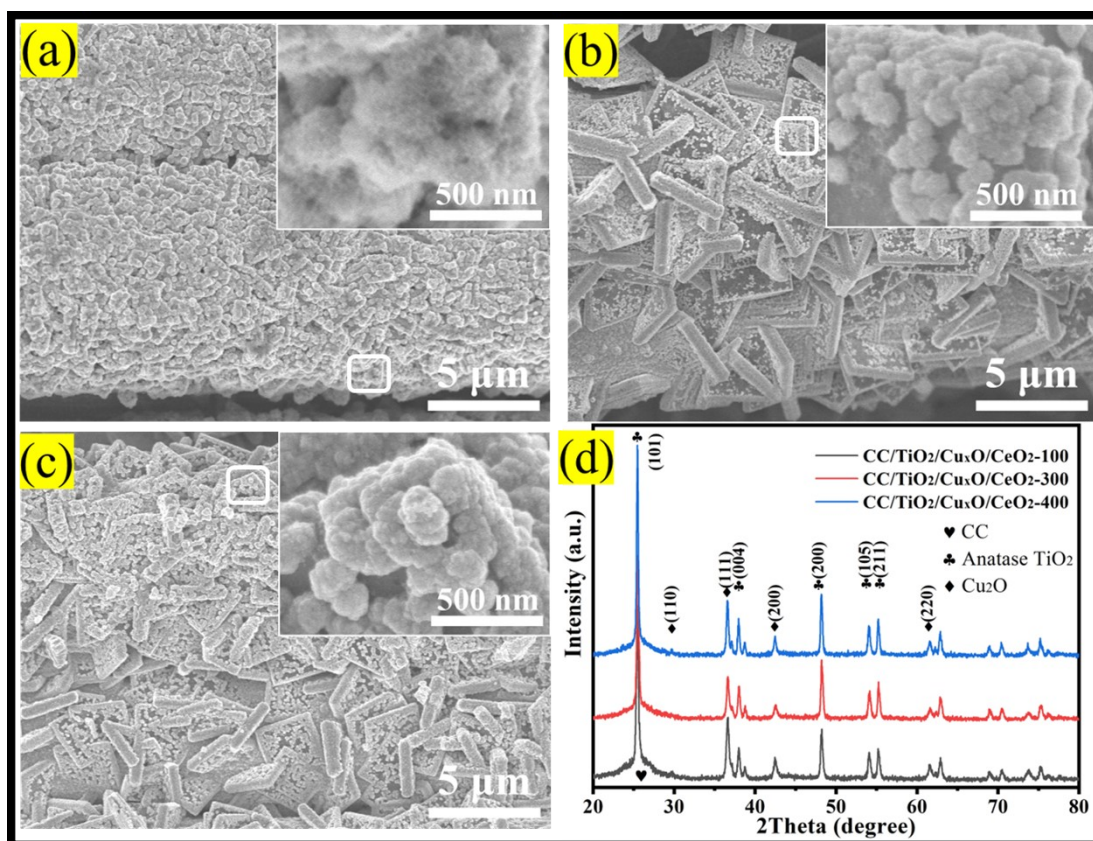 (a)
500 nm
5 μm
(b)
500 nm
5 μm
(c)
500 nm
5 μm
(d)
CC/TiO₂/CuₓO/CeO₂-100
CC/TiO₂/CuₓO/CeO₂-300
CC/TiO₂/CuₓO/CeO₂-400
♥ CC
♣ Anatase TiO₂
♦ Cu₂O
♣
(101)
♦(110)
♦(111)
♣(004)
♦(200)
♣(200)
♣(105)
♣(211)
♦(220)
♥
Intensity (a.u.)
20 30 40 50 60 70 80
2Theta (degree)